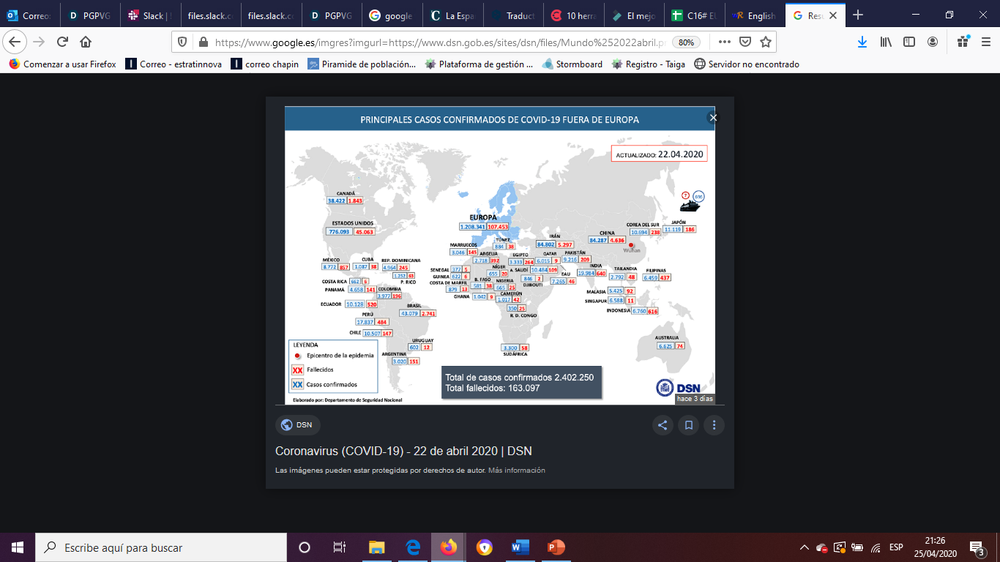 Correo:
PGPVG
Slack |
files.slack.co
files.slack.co
PGPVG
google
La Espa
Traduct
10 herra
El mejo
C16# El
English
Resu
https://www.google.es/imgres?imgurl=https://www.dsn.gob.es/sites/dsn/files/Mundo%252022abril.pn
80%
Comenzar a usar Firefox
Correo - estratinnova
correo chapin
Piramide de población...
Plataforma de gestión ...
Stormboard
Registro - Taiga
Servidor no encontrado
PRINCIPALES CASOS CONFIRMADOS DE COVID-19 FUERA DE EUROPA
ACTUALIZADO: 22.04.2020
CANADÁ
38.422 1.843
7 696
EUROPA
1.208.341 107.453
ESTADOS UNIDOS
776.093 45.063
COREA DEL SUR
10.694 238
JAPÓN
11.119 186
CHINA
84.287 4.636
Wuhan
IRÁN
84.802 5.297
TÚNEZ
884 38
MARRUECOS
3.046 145
ARGELIA
2.718 392
EGIPTO
3.333 264
QATAR
6.015 9
PAKISTÁN
9.216 209
MÉXICO
8.772 857
CUBA
1.087 38
REP. DOMINICANA
4.964 245
1.252 63
P. RICO
SENEGAL 377 5
GUINEA 622 6
COSTA DE MARFIL
879 13
NÍGER
655 20
A. SAUDÍ 10.484 109
INDIA
19.984 640
TAILANDIA
2.792 48
FILIPINAS
6.459 437
COSTA RICA 662 6
PANAMÁ 4.658 141
COLOMBIA
3.977 196
B. FASO
581 38
NIGERIA
665 25
846 2
DJIBOUTI
EAU
7.265 46
GHANA 1.042 9
CAMERÚN
1.017 42
350 25
R. D. CONGO
MALASIA 5.425 92
SINGAPUR 6.588 11
INDONESIA 6.760 616
ECUADOR 10.128 520
BRASIL
43.079 2.741
PERÚ
17.837 484
CHILE 10.507 147
URUGUAY
602 12
ARGENTINA
3.020 151
3.300 58
SUDÁFRICA
AUSTRALIA
6.625 74
LEYENDA
Epicentro de la epidemia
XX Fallecidos
XX Casos confirmados
Total de casos confirmados 2.402.250
Total fallecidos: 163.097
DSN
Elaborado por: Departamento de Seguridad Nacional
hace 3 días
DSN
Coronavirus (COVID-19) - 22 de abril 2020 | DSN
Las imágenes pueden estar protegidas por derechos de autor. Más información
Escribe aquí para buscar
ESP
21:26
25/04/2020
3